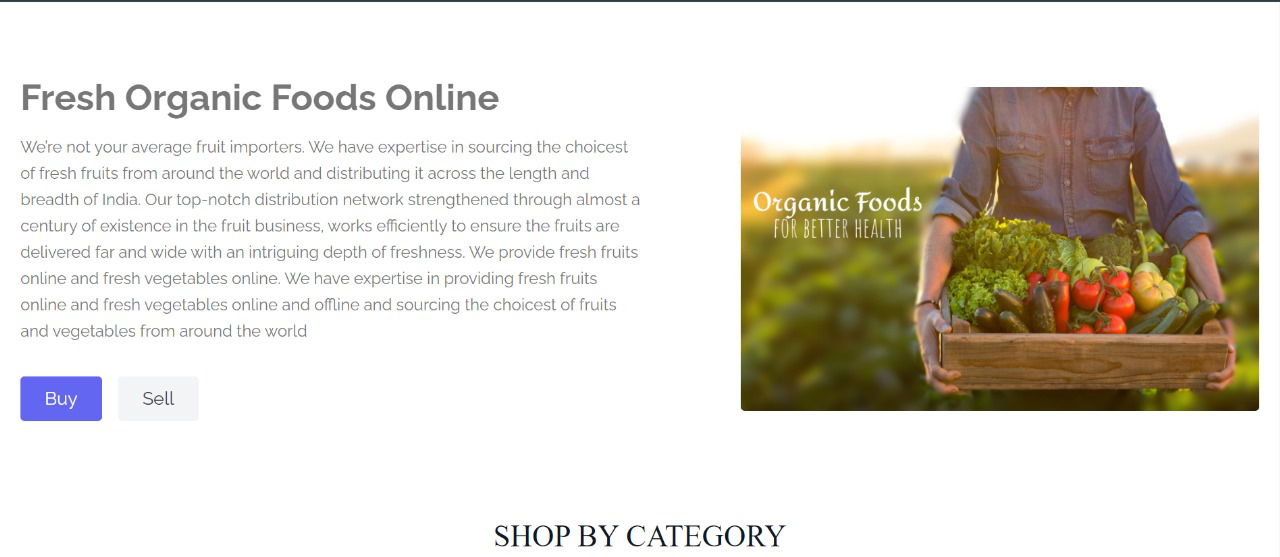 Fresh Organic Foods Online
We're not your average fruit importers. We have expertise in sourcing the choicest
of fresh fruits from around the world and distributing it across the length and
breadth of India. Our top-notch distribution network strengthened through almost a
century of existence in the fruit business, works efficiently to ensure the fruits are
delivered far and wide with an intriguing depth of freshness. We provide fresh fruits
online and fresh vegetables online. We have expertise in providing fresh fruits
online and fresh vegetables online and offline and sourcing the choicest of fruits
and vegetables from around the world
Buy Sell
Organic Foods
FOR BETTER HEALTH
SHOP BY CATEGORY